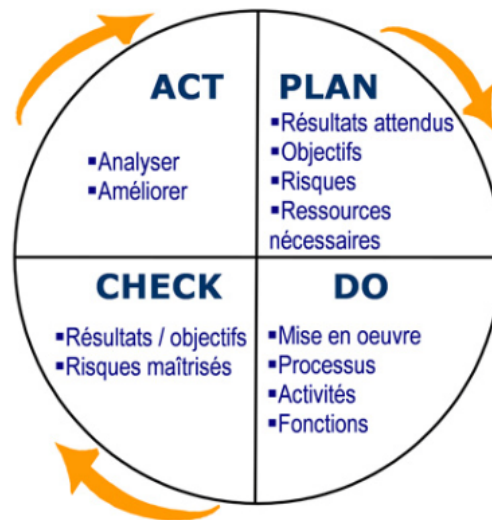 ACT
▪Analyser
▪Améliorer
PLAN
▪Résultats attendus
▪Objectifs
▪Risques
▪Ressources
nécessaires
CHECK
▪Résultats / objectifs
▪Risques maîtrisés
DO
▪Mise en oeuvre
▪Processus
▪Activités
▪Fonctions